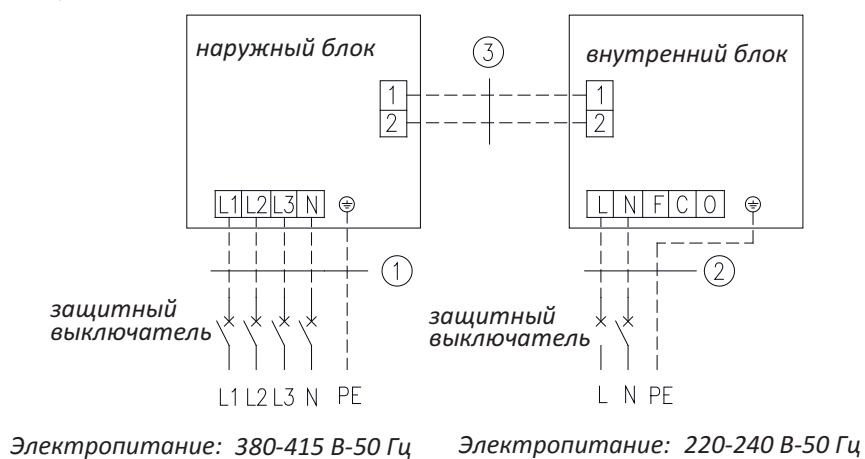 наружный блок
3
внутренний блок
1
2
1
2
L1 L2 L3 N
L N F C O
1
2
защитный
выключатель
защитный
выключатель
L1 L2 L3 N PE
L N PE
Электропитание: 380-415 В-50 Гц
Электропитание: 220-240 В-50 Гц